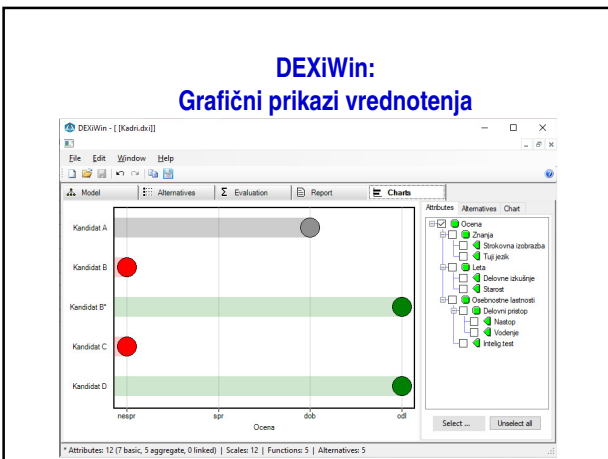 DEXiWin:
Grafični prikazi vrednotenja
DEXiWin - [ [Kadri.dxi]]
File Edit Window Help
Model Alternatives Σ Evaluation Report Charts
Attributes Alternatives Chart
Kandidat A
Kandidat B
Kandidat B*
Kandidat C
Kandidat D
nespr spr dob odl
Ocena
Ocena
Znanja
Strokovna izobrazba
Tuji jezik
Leta
Delovne izkušnje
Starost
Osebnostne lastnosti
Delovni pristop
Nastop
Vodenje
Intelig.test
Select ... Unselect all
* Attributes: 12 (7 basic, 5 aggregate, 0 linked) | Scales: 12 | Functions: 5 | Alternatives: 5